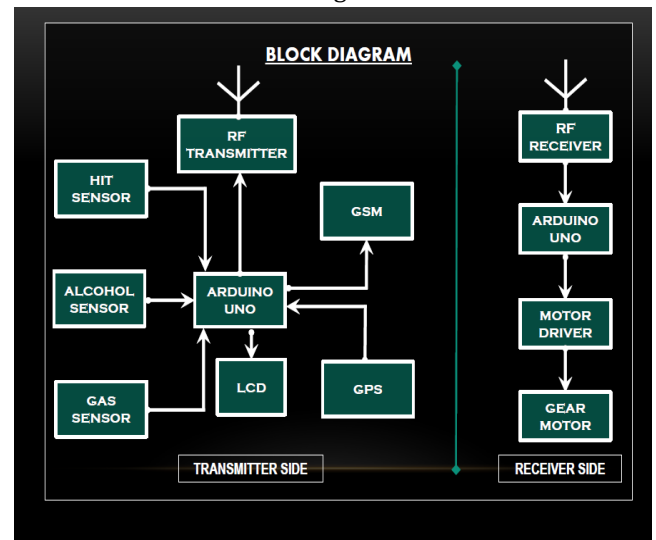 BLOCK DIAGRAM
RF
TRANSMITTER
HIT
SENSOR
GSM
ALCOHOL
SENSOR
ARDUINO
UNO
LCD
GPS
GAS
SENSOR
TRANSMITTER SIDE
RF
RECEIVER
ARDUINO
UNO
MOTOR
DRIVER
GEAR
MOTOR
RECEIVER SIDE